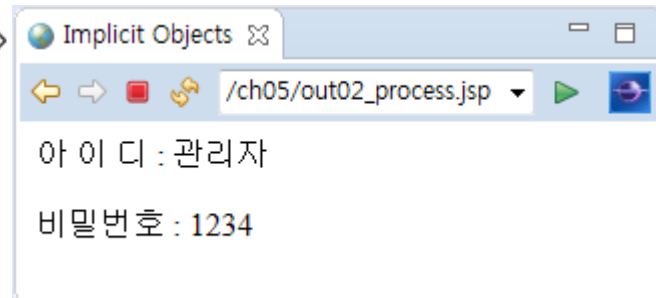 Implicit Objects
/ch05/out02_process.jsp
아 이 디 : 관리자
비밀번호 : 1234